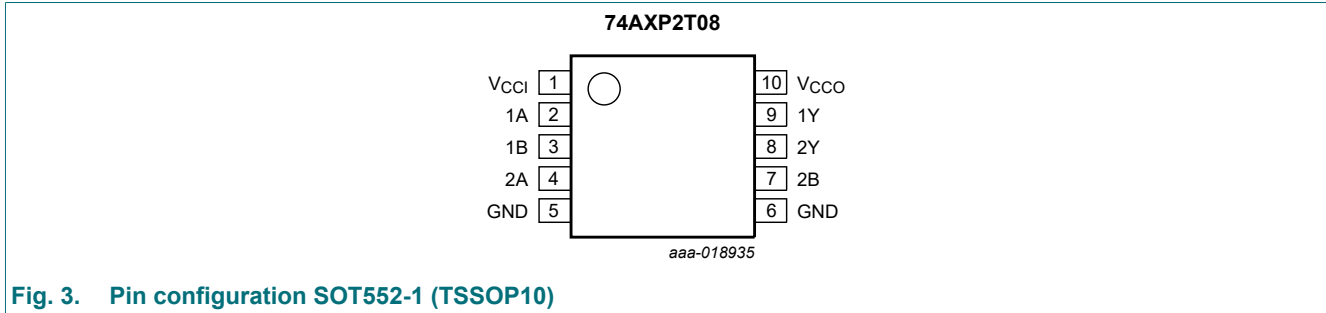 74AXP2T08
VCCI 1 10 VCCO
1A 2 9 1Y
1B 3 8 2Y
2A 4 7 2B
GND 5 6 GND
aaa-018935
Fig. 3. Pin configuration SOT552-1 (TSSOP10)